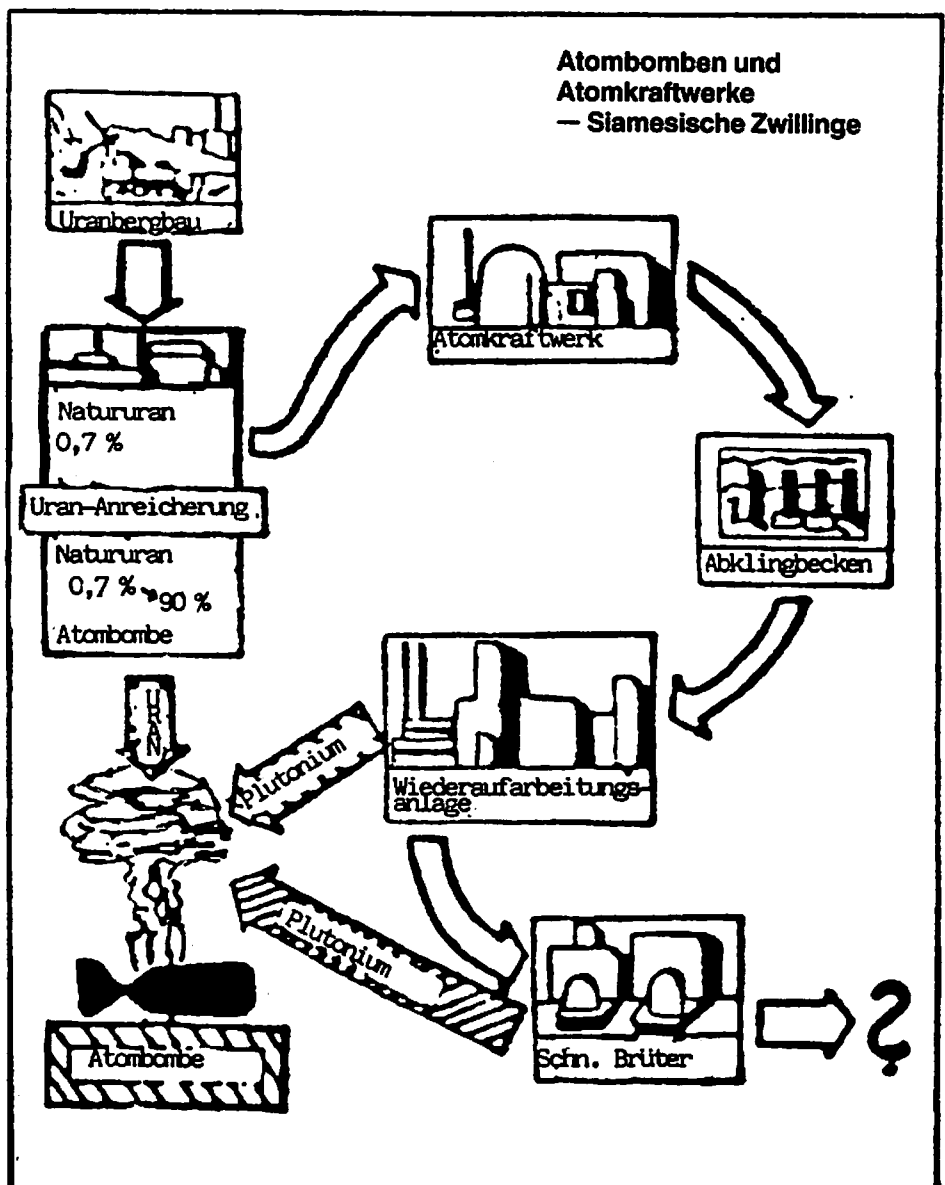 Atombomben und
Atomkraftwerke
— Siamesische Zwillinge
Uranbergbau
Natururan
0,7 %
Uran-Anreicherung.
Natururan
0,7 % 90 %
Atombombe
URAN
Atomkraftwerk
Abklingbecken
Wiederaufarbeitungs-
anlage
Plutonium
Plutonium
Schn. Brüter
?
Atombombe